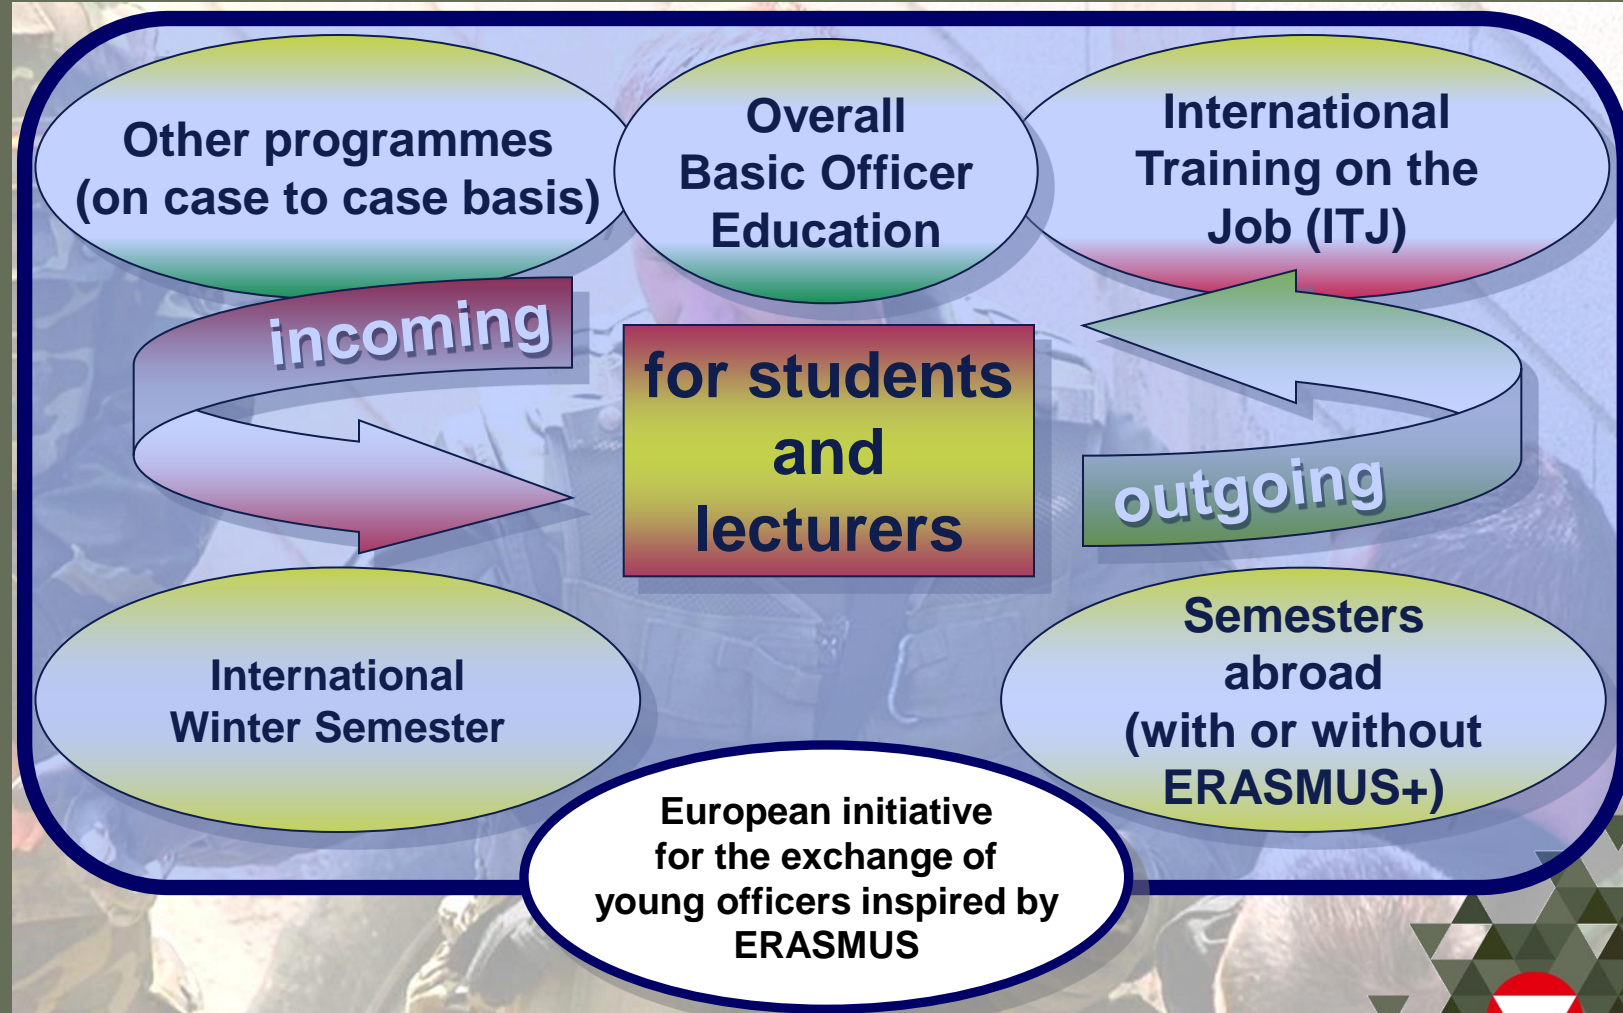 Other programmes
(on case to case basis)
Overall
Basic Officer
Education
International
Training on the
Job (ITJ)
incoming
for students
and
lecturers
outgoing
International
Winter Semester
Semesters
abroad
(with or without
ERASMUS+)
European initiative
for the exchange of
young officers inspired by
ERASMUS